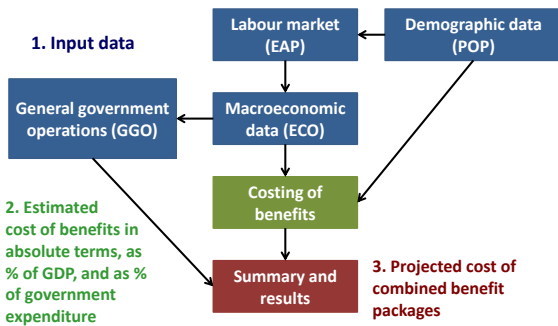 1. Input data
Labour market
(EAP)
Demographic data
(POP)
General government
operations (GGO)
Macroeconomic
data (ECO)
Costing of
benefits
2. Estimated
cost of benefits in
absolute terms, as
% of GDP, and as %
of government
expenditure
Summary and
results
3. Projected cost of
combined benefit
packages